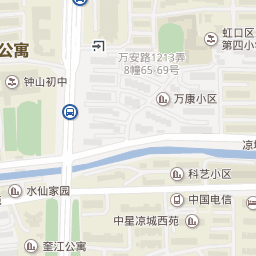 虹口区
第四小
万安路1213弄
8幢65-69号
公寓
钟山初中
万康小区
凉
科艺小区
水仙家园
中国电信
中星凉城西苑
奎江公寓